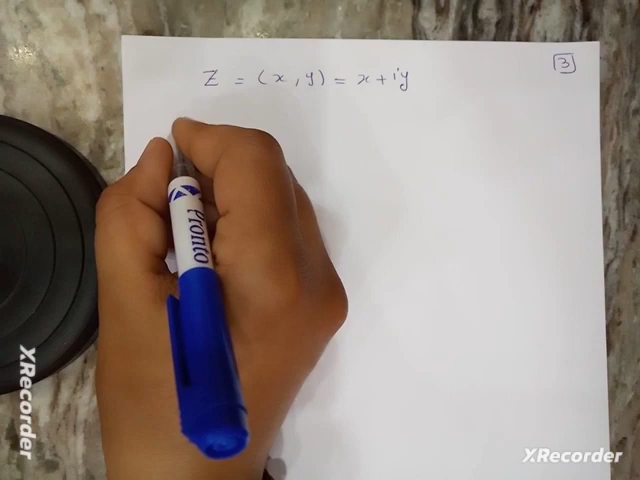 Z = (x, y) = x + iy
3
Pronto
XRecorder
XRecorder